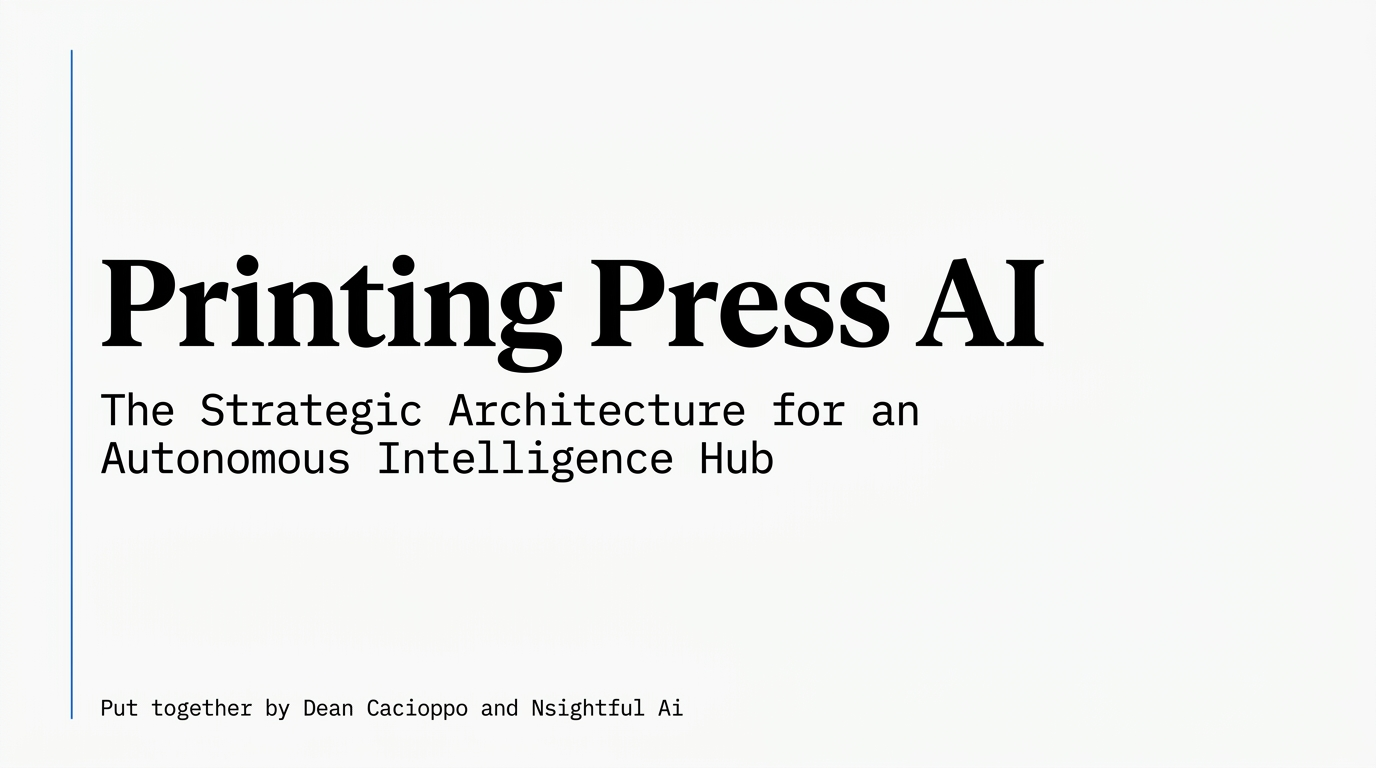 Printing Press AI
The Strategic Architecture for an
Autonomous Intelligence Hub
Put together by Dean Cacioppo and Nsightful Ai